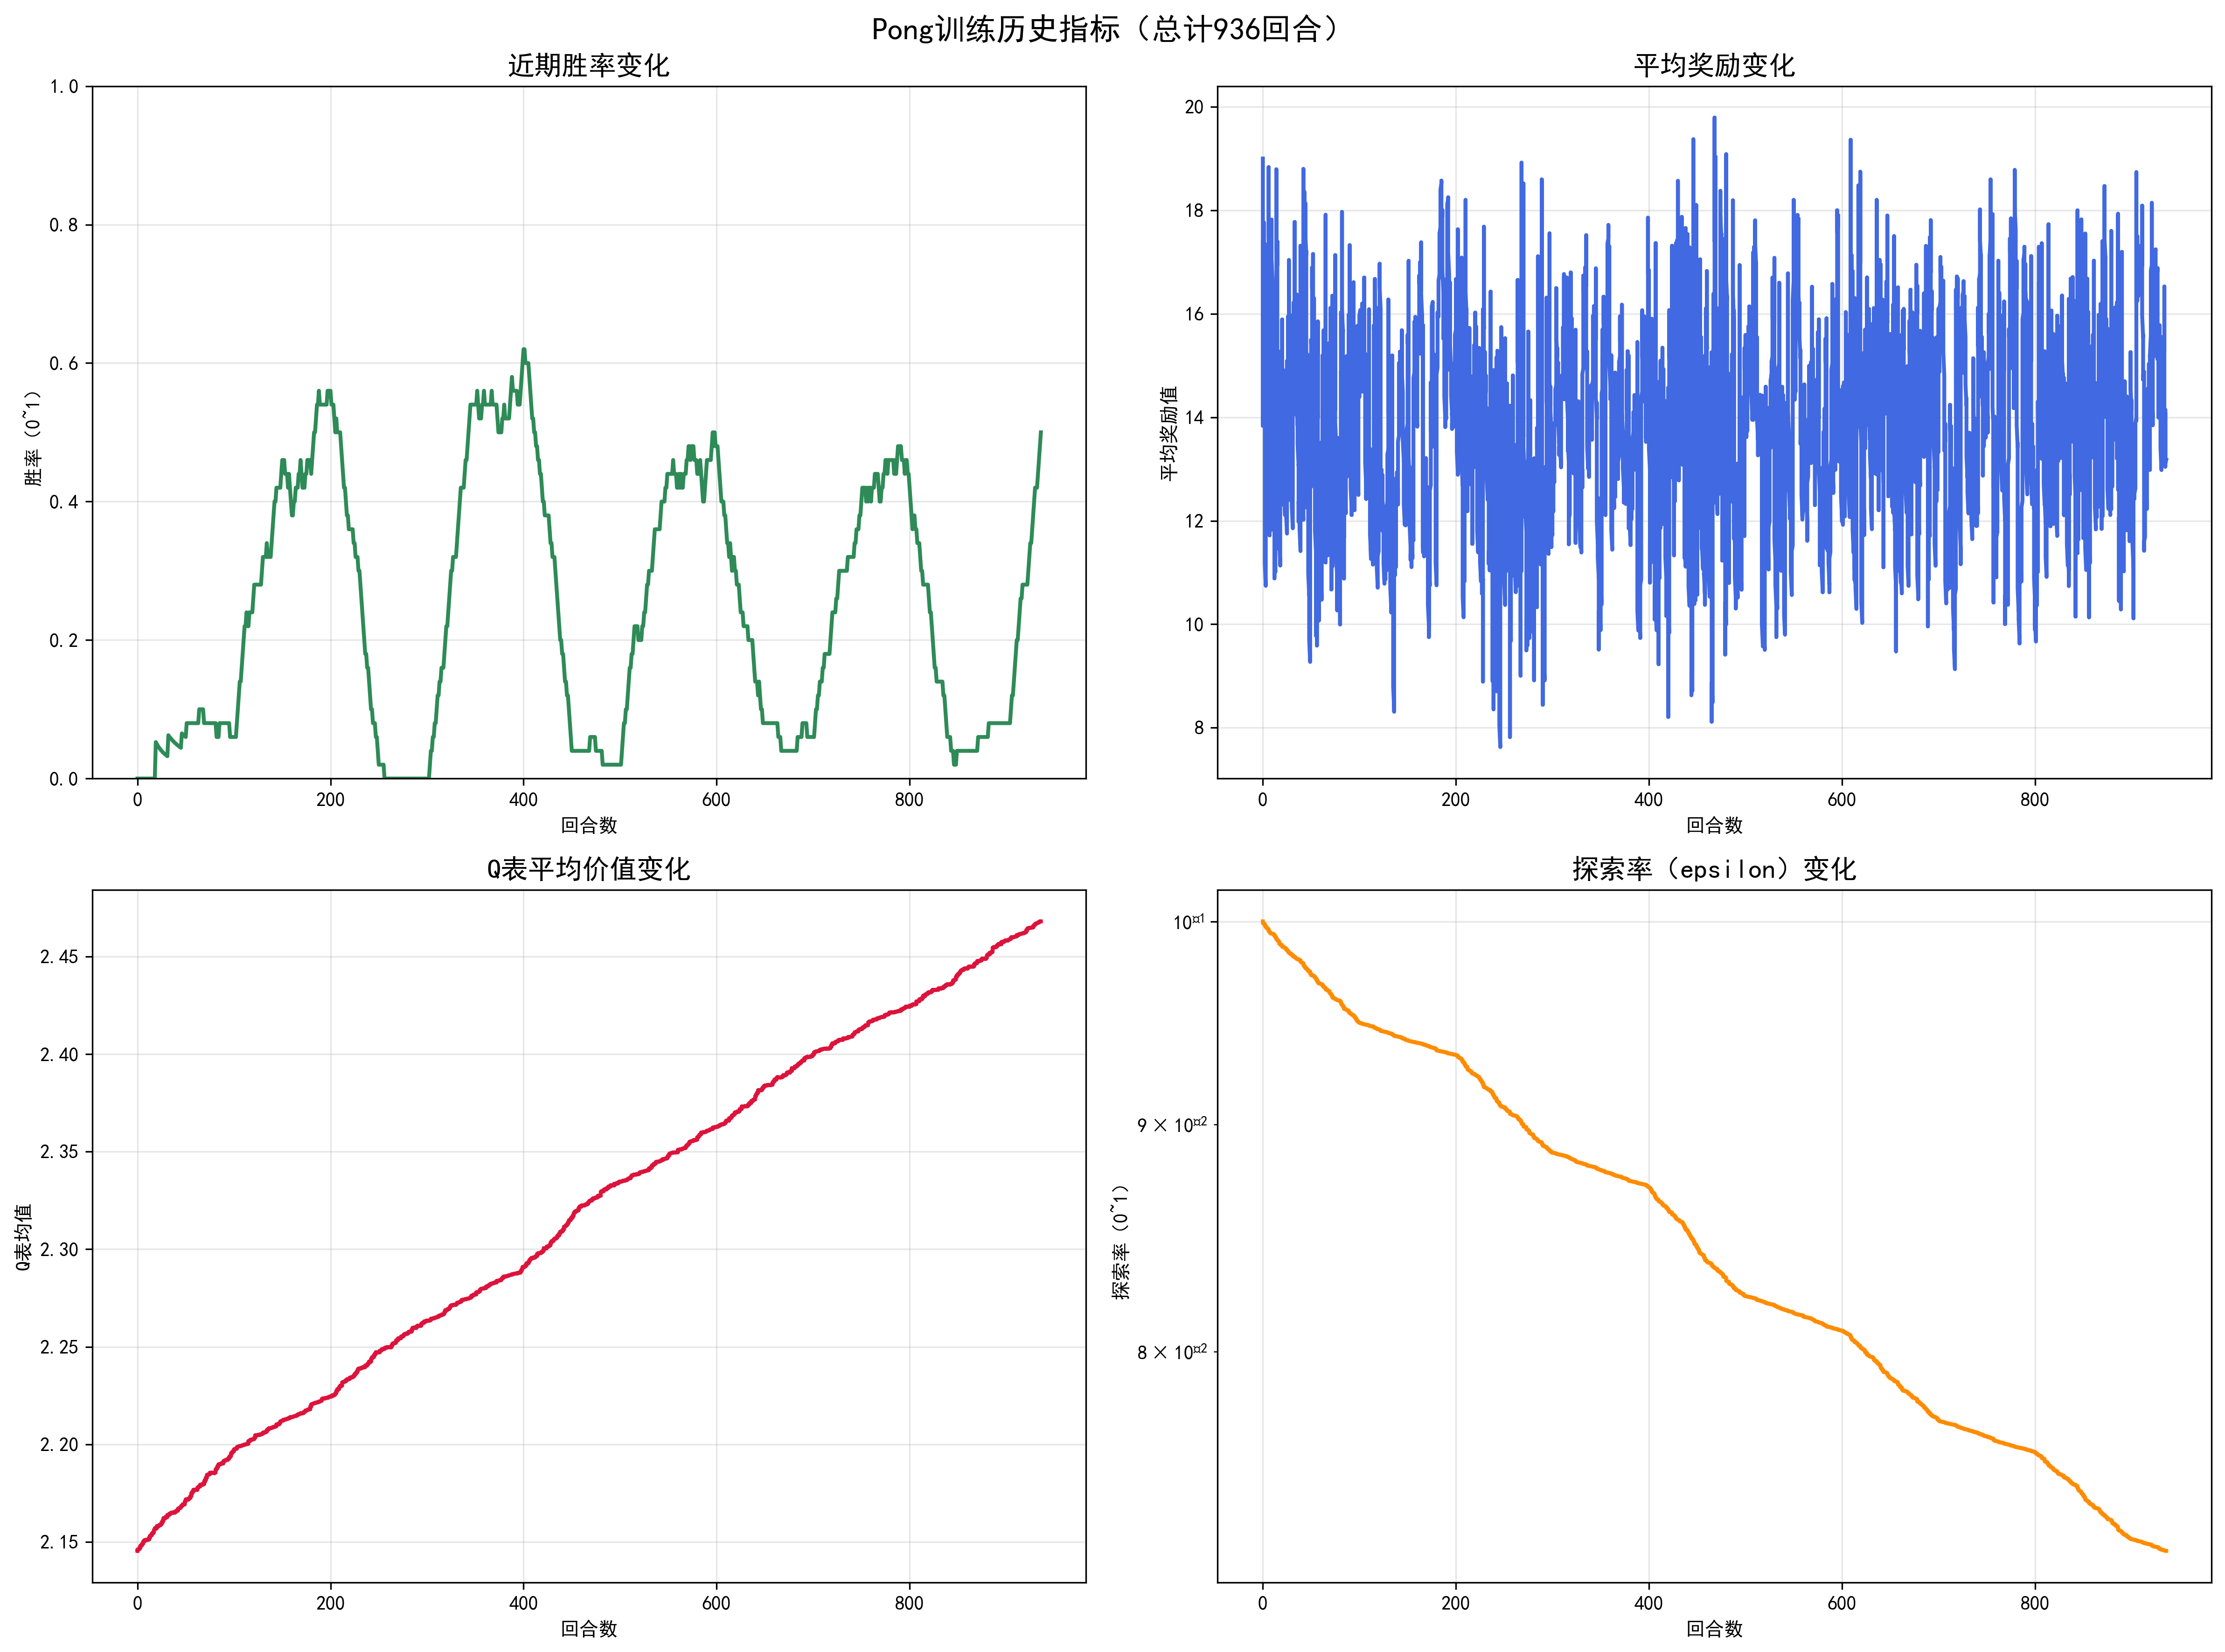 Pong训练历史指标（总计936回合）
近期胜率变化
胜率（0~1）
1.0
0.8
0.6
0.4
0.2
0.0
0 200 400 600 800
回合数
平均奖励变化
平均奖励值
20
18
16
14
12
10
8
0 200 400 600 800
回合数
Q表平均价值变化
Q表均值
2.45
2.40
2.35
2.30
2.25
2.20
2.15
0 200 400 600 800
回合数
探索率（epsilon）变化
探索率（0~1）
10¤1
9 × 10¤2
8 × 10¤2
0 200 400 600 800
回合数